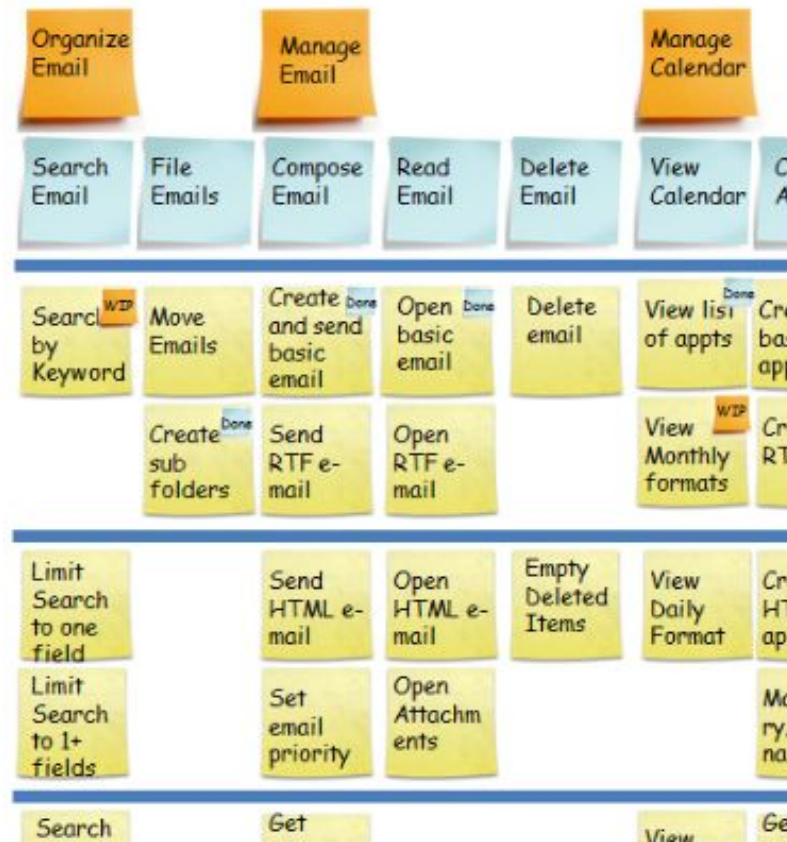 Organize
Email
Manage
Email
Manage
Calendar
Search
Email
File
Emails
Compose
Email
Read
Email
Delete
Email
View
Calendar
WIP
by
Keyword
Move
Emails
Create Done
and send
basic
email
Open Done
basic
email
Delete
email
Done
View list
of appts
Create Done
sub
folders
Send
RTF e-
mail
Open
RTF e-
mail
View WIP
Monthly
formats
Limit
Search
to one
field
Send
HTML e-
mail
Open
HTML e-
mail
Empty
Deleted
Items
View
Daily
Format
Limit
Search
to 1+
fields
Set
email
priority
Open
Attachm
ents
Search
Get
View